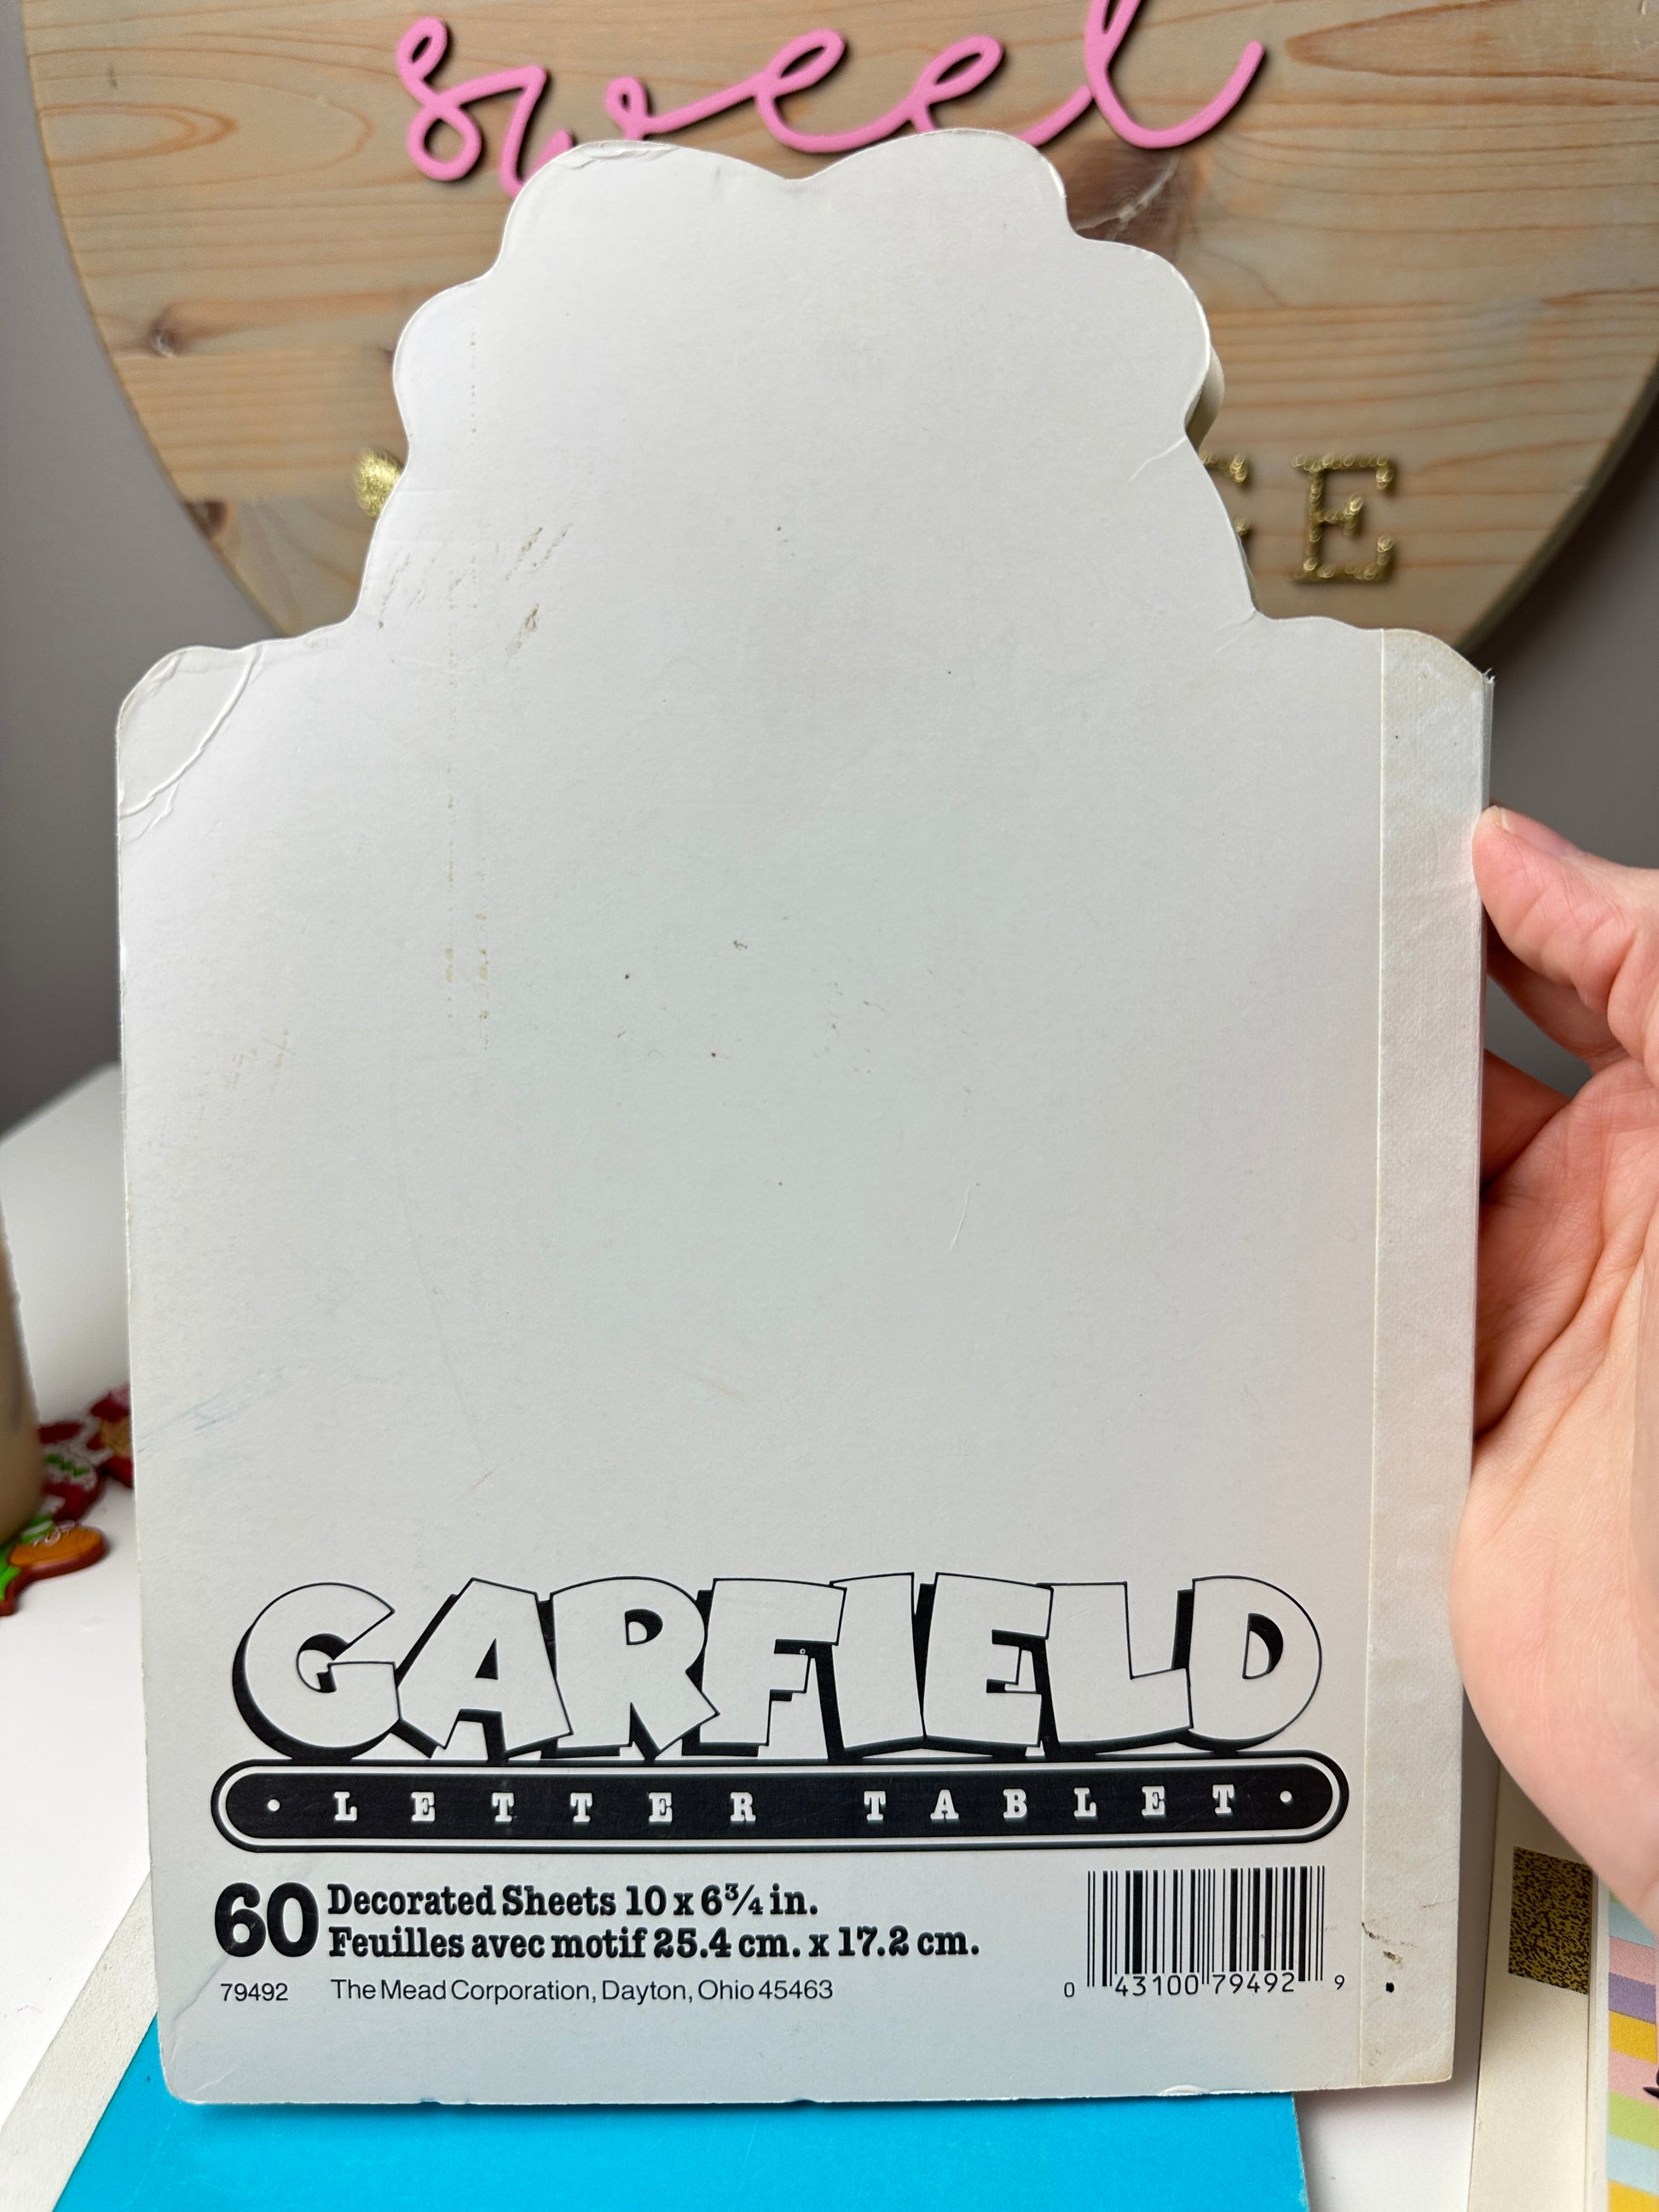 sweet
GE
GARFIELD
• LETTER TABLET •
60 Decorated Sheets 10 x 6¾ in.
Feuilles avec motif 25.4 cm. x 17.2 cm.
79492 The Mead Corporation, Dayton, Ohio 45463
0 43100 79492 9